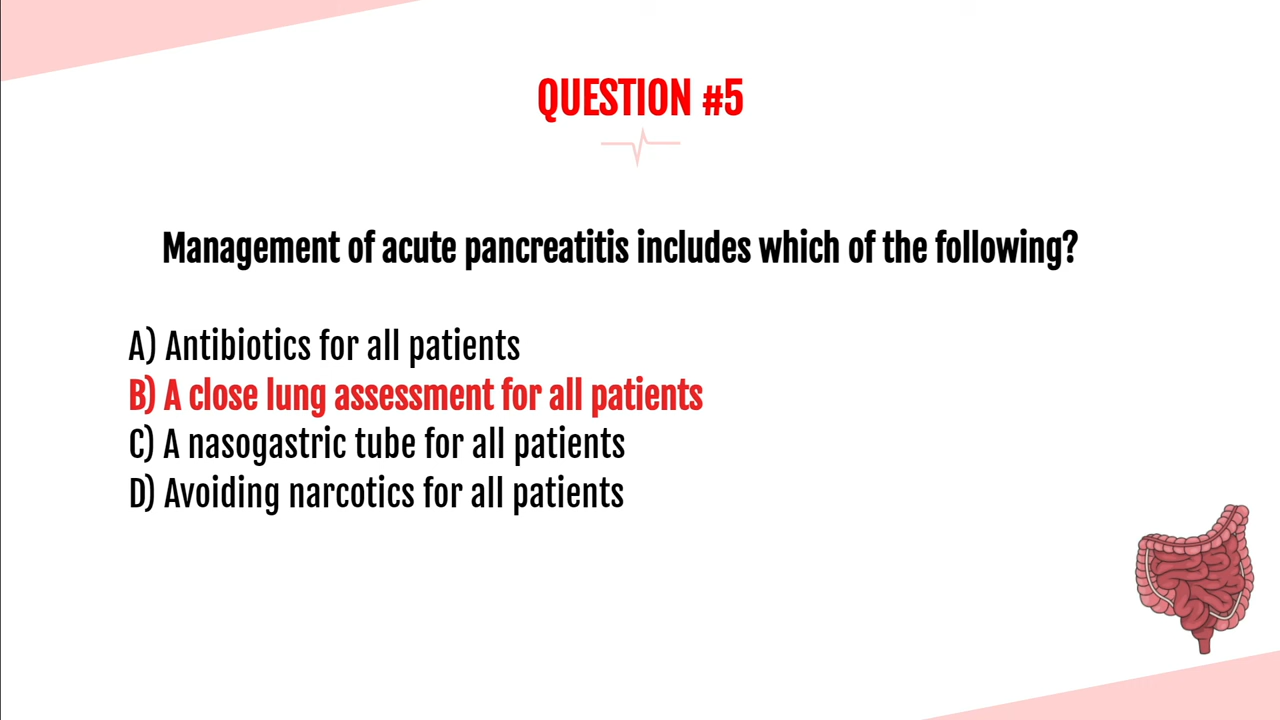 QUESTION #5
Management of acute pancreatitis includes which of the following?
A) Antibiotics for all patients
B) A close lung assessment for all patients
C) A nasogastric tube for all patients
D) Avoiding narcotics for all patients